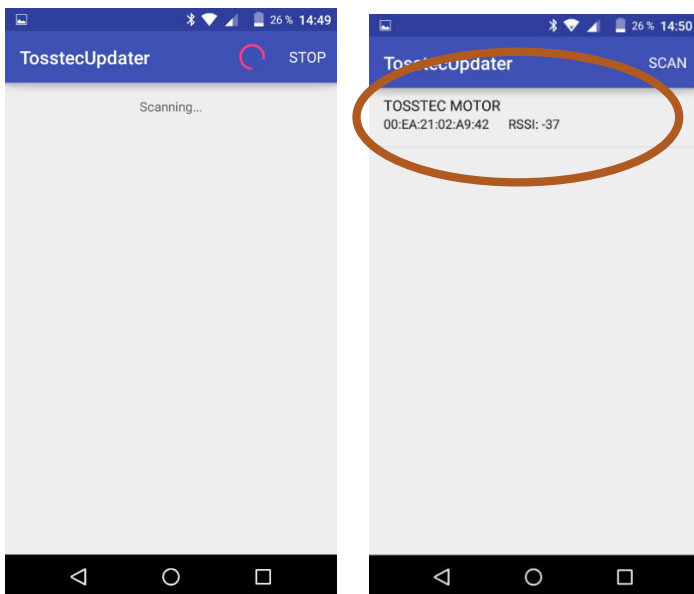 26 % 14:49
TosstecUpdater STOP
Scanning...
26 % 14:50
TosstecUpdater SCAN
TOSSTEC MOTOR
00:EA:21:02:A9:42 RSSI: -37